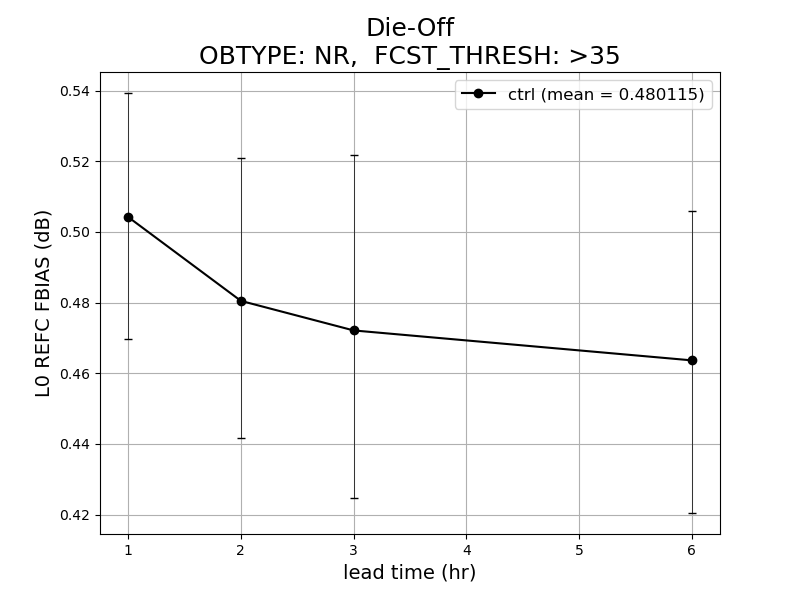 Die-Off
OBTYPE: NR,  FCST_THRESH: >35
ctrl (mean = 0.480115)
L0 REFC FBIAS (dB)
0.54
0.52
0.50
0.48
0.46
0.44
0.42
1 2 3 4 5 6
lead time (hr)